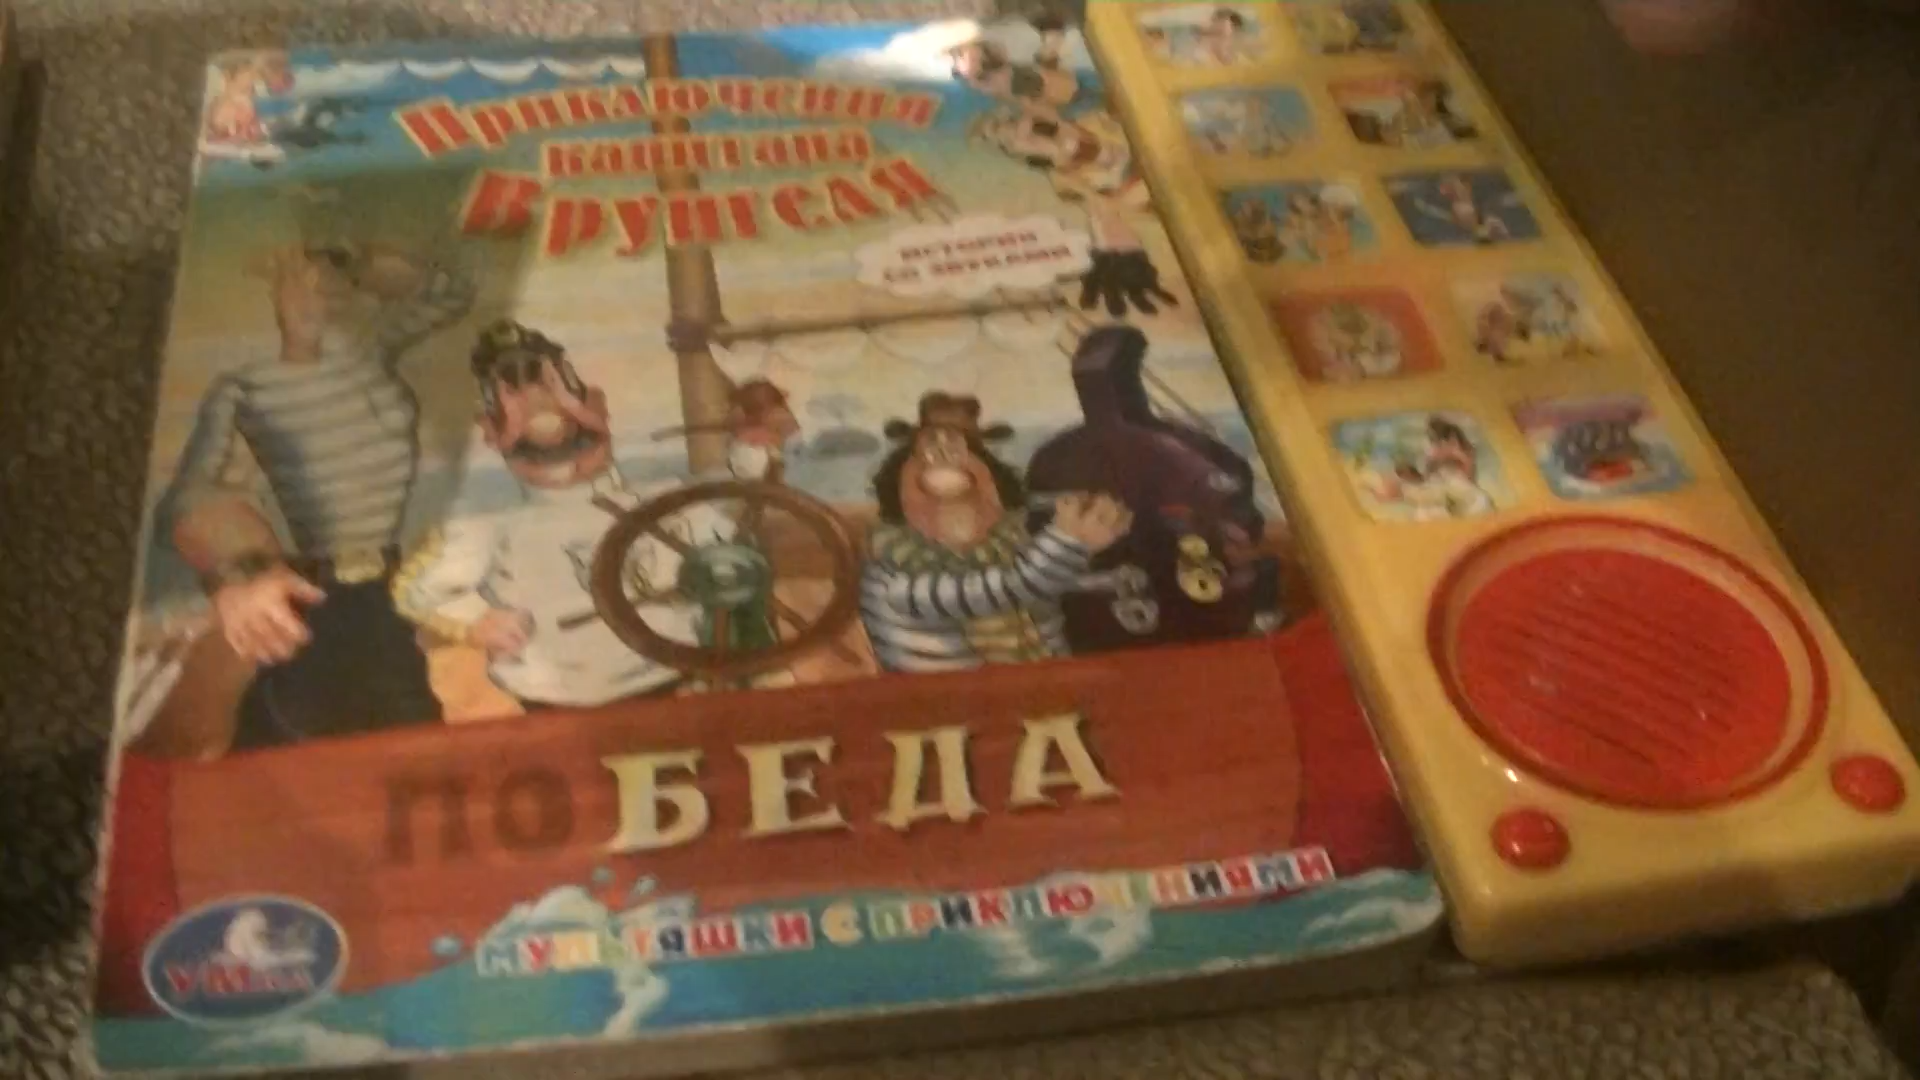 Приключения
капитана
Врунгеля
ИСТОРИИ
СО ЗВУКАМИ
ПОБЕДА
МУЛЬТЯШКИ С ПРИКЛЮЧЕНИЯМИ
УМка